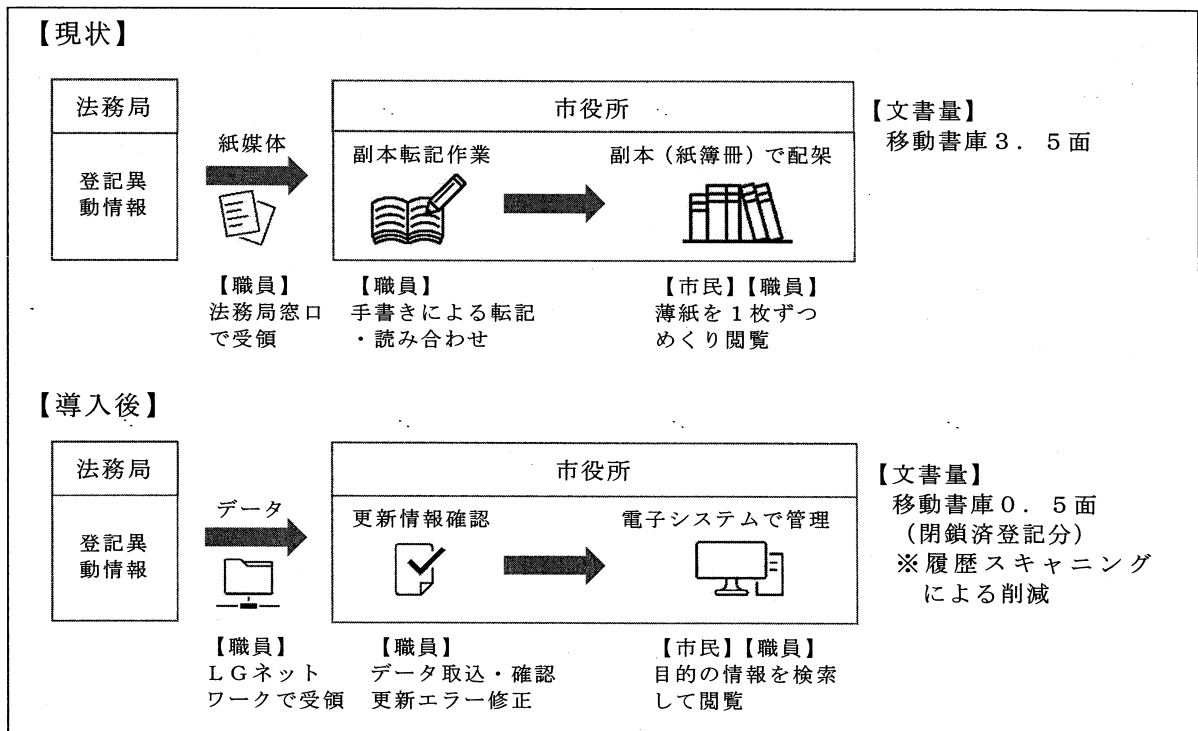 【現状】
法務局
登記異
動情報
紙媒体
【職員】
法務局窓口
で受領
市役所
副本転記作業
【職員】
手書きによる転記
・読み合わせ
副本（紙簿冊）で配架
【市民】【職員】
薄紙を１枚ずつ
めくり閲覧
【文書量】
移動書庫３．５面
【導入後】
法務局
登記異
動情報
データ
【職員】
ＬＧネット
ワークで受領
市役所
更新情報確認
【職員】
データ取込・確認
更新エラー修正
電子システムで管理
【市民】【職員】
目的の情報を検索
して閲覧
【文書量】
移動書庫０．５面
（閉鎖済登記分）
※履歴スキャニング
による削減